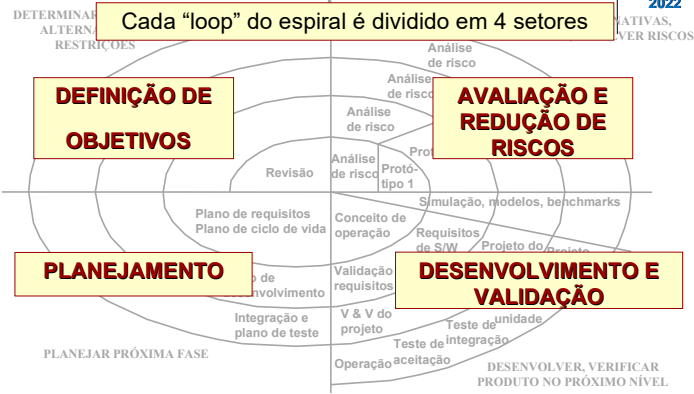 2022
Cada “loop” do espiral é dividido em 4 setores
DETERMINAR
ALTERNA
RESTRIÇÕES
ATIVAS,
VER RISCOS
Análise
de risco
Análise
de risco
DEFINIÇÃO DE
OBJETIVOS
AVALIAÇÃO E
REDUÇÃO DE
RISCOS
Análise
de risco
Revisão
Análise
de risco
Protó-
tipo 1
Simulação, modelos, benchmarks
Plano de requisitos
Plano de ciclo de vida
Conceito de
operação
Requisitos
de S/W
Projeto do
PLANEJAMENTO
DESENVOLVIMENTO E
VALIDAÇÃO
de
nvolvimento
Validação
requisitos
Integração e
plano de teste
V & V do
projeto
Teste de
integração
unidade
Teste de
aceitação
Operação
PLANEJAR PRÓXIMA FASE
DESENVOLVER, VERIFICAR
PRODUTO NO PRÓXIMO NÍVEL